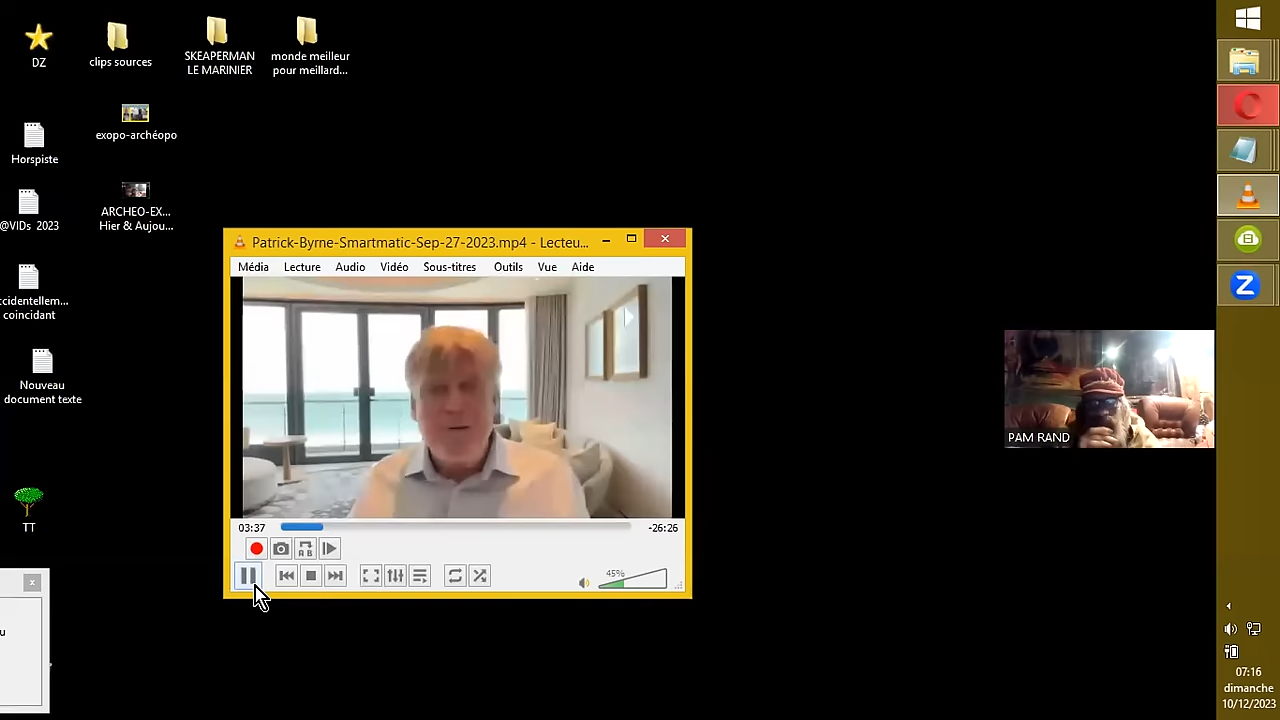 DZ
clips sources
SKEAPERMAN
LE MARINIER
monde meilleur
pour meillard...
exopo-archéopo
Horspiste
@VIDs 2023
ARCHEO-EX...
Hier & Aujou...
ccidentellem...
coincidant
Nouveau
document texte
TT
u
Patrick-Byrne-Smartmatic-Sep-27-2023.mp4 - Lecteu...
Média Lecture Audio Vidéo Sous-titres Outils Vue Aide
03:37
-26:26
A B
45%
PAM RAND
Z
07:16
dimanche
10/12/2023